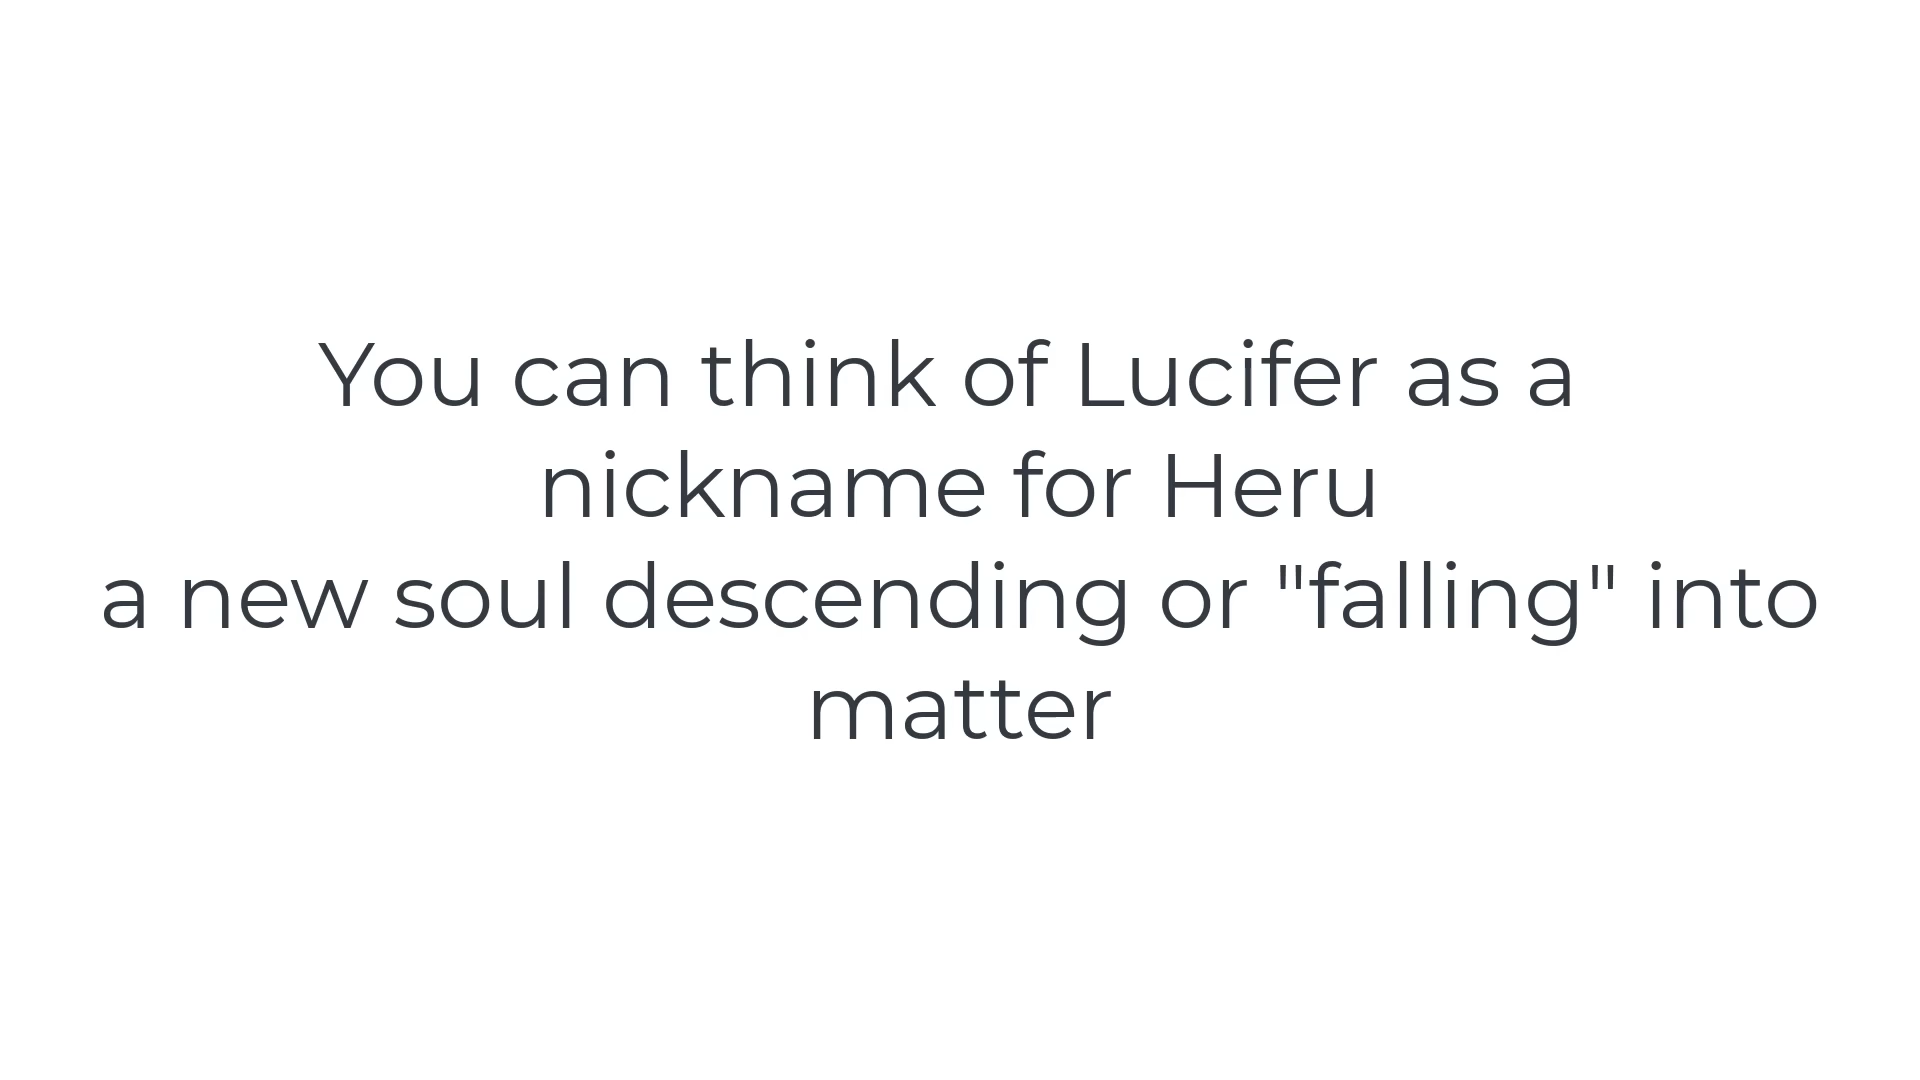 You can think of Lucifer as a
nickname for Heru
a new soul descending or "falling" into
matter